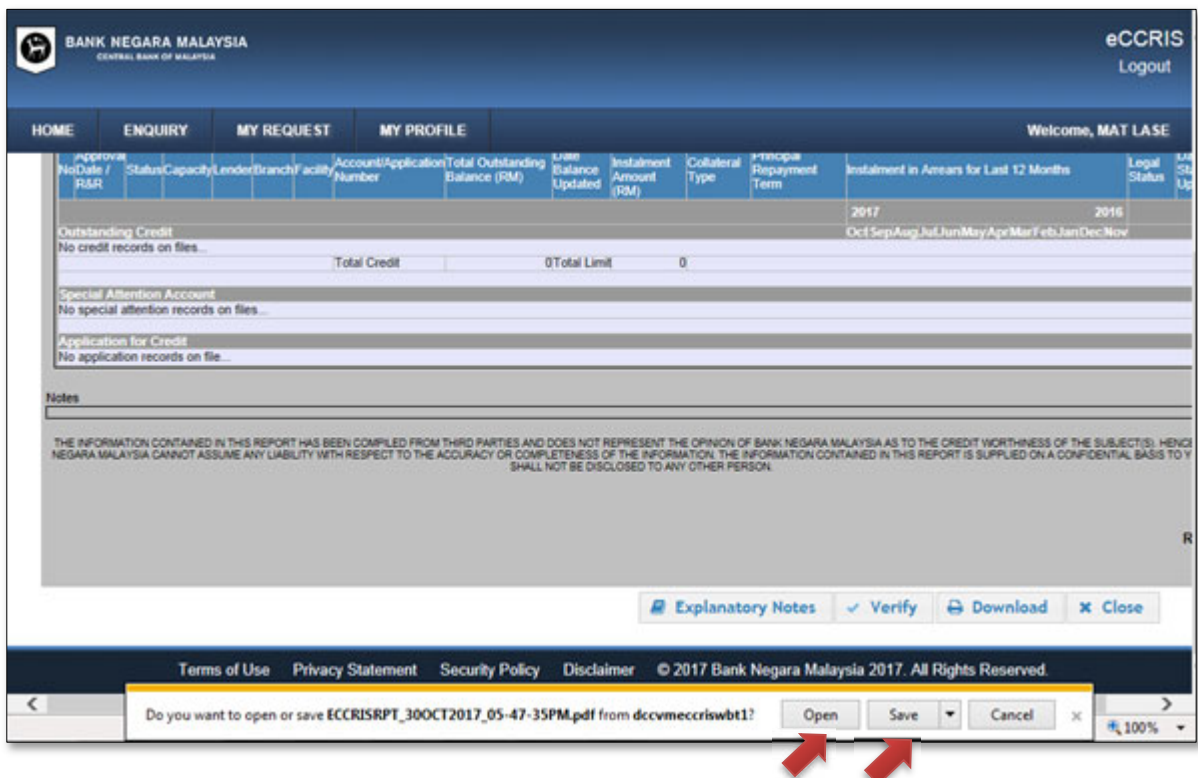 BANK NEGARA MALAYSIA
CENTRAL BANK OF MALAYSIA
eCCRIS
Logout
HOME ENQUIRY MY REQUEST MY PROFILE Welcome, MAT LASE
No Approval Date / R&R Status Capacity Lender Branch Facility Account/Application Number Total Outstanding Balance (RM) Date Balance Updated Instalment Amount (RM) Collateral Type Principal Repayment Term Instalment in Arrears for Last 12 Months Legal Status
2017 2016
Outstanding Credit Oct Sep Aug Jul Jun May Apr Mar Feb Jan Dec Nov
No credit records on files...
Total Credit 0 Total Limit 0
Special Attention Account
No special attention records on files...
Application for Credit
No application records on file...
Notes
THE INFORMATION CONTAINED IN THIS REPORT HAS BEEN COMPILED FROM THIRD PARTIES AND DOES NOT REPRESENT THE OPINION OF BANK NEGARA MALAYSIA AS TO THE CREDIT WORTHINESS OF THE SUBJECT(S). HENCE
NEGARA MALAYSIA CANNOT ASSUME ANY LIABILITY WITH RESPECT TO THE ACCURACY OR COMPLETENESS OF THE INFORMATION. THE INFORMATION CONTAINED IN THIS REPORT IS SUPPLIED ON A CONFIDENTIAL BASIS TO Y
SHALL NOT BE DISCLOSED TO ANY OTHER PERSON.
R
Explanatory Notes Verify Download Close
Terms of Use Privacy Statement Security Policy Disclaimer © 2017 Bank Negara Malaysia 2017. All Rights Reserved.
Do you want to open or save ECCRISRPT_30OCT2017_05-47-35PM.pdf from dccvmeccriswbt1? Open Save Cancel
100%